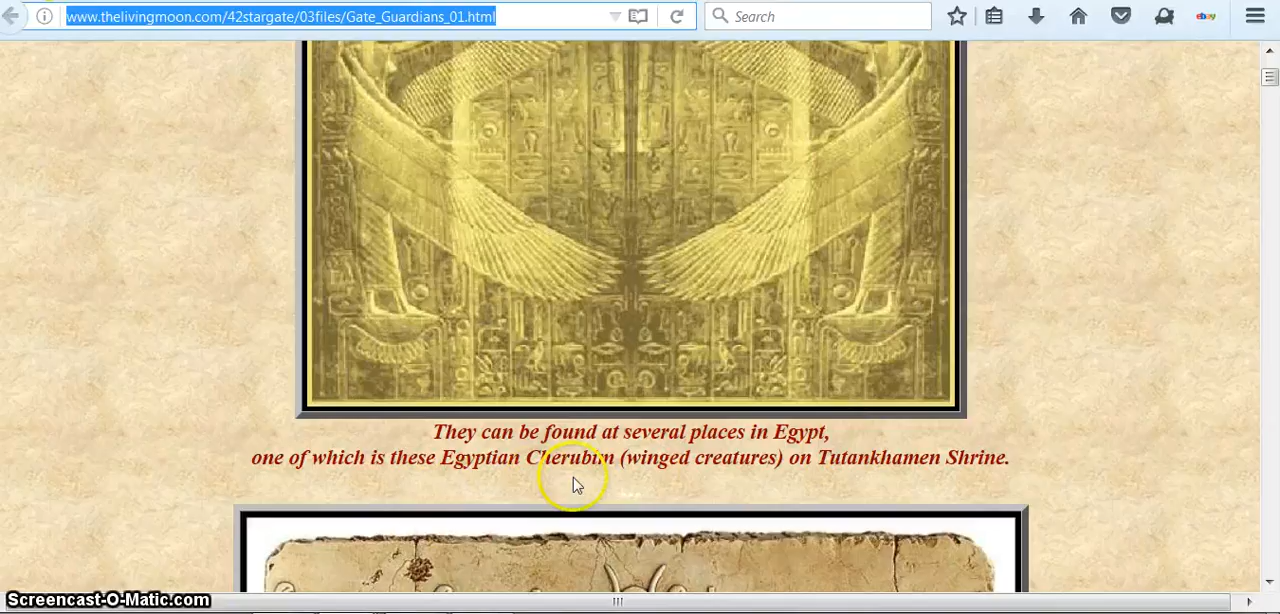 www.thelivingmoon.com/42stargate/03files/Gate_Guardians_01.html
Search
ebay
They can be found at several places in Egypt,
one of which is these Egyptian Cherubim (winged creatures) on Tutankhamen Shrine.
Screencast-O-Matic.com